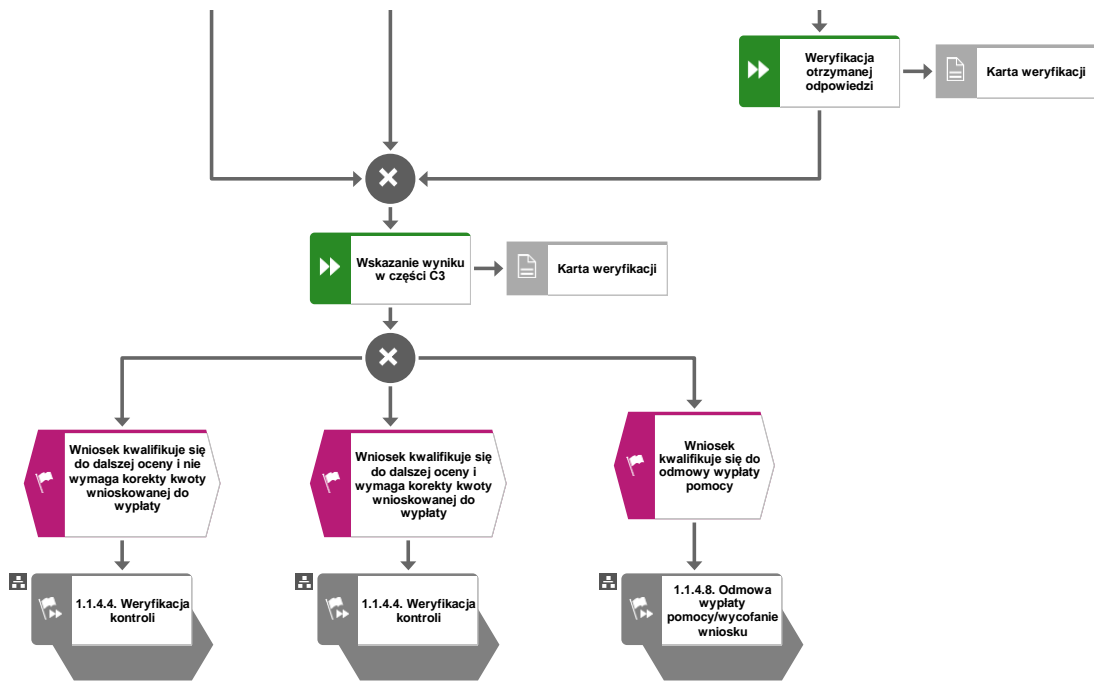 Weryfikacja
otrzymanej
odpowiedzi
Karta weryfikacji
Wskazanie wyniku
w części C3
Karta weryfikacji
Wniosek kwalifikuje się
do dalszej oceny i nie
wymaga korekty kwoty
wnioskowanej do
wypłaty
Wniosek kwalifikuje się
do dalszej oceny i
wymaga korekty kwoty
wnioskowanej do
wypłaty
Wniosek
kwalifikuje się do
odmowy wypłaty
pomocy
1.1.4.4. Weryfikacja
kontroli
1.1.4.4. Weryfikacja
kontroli
1.1.4.8. Odmowa
wypłaty
pomocy/wycofanie
wniosku